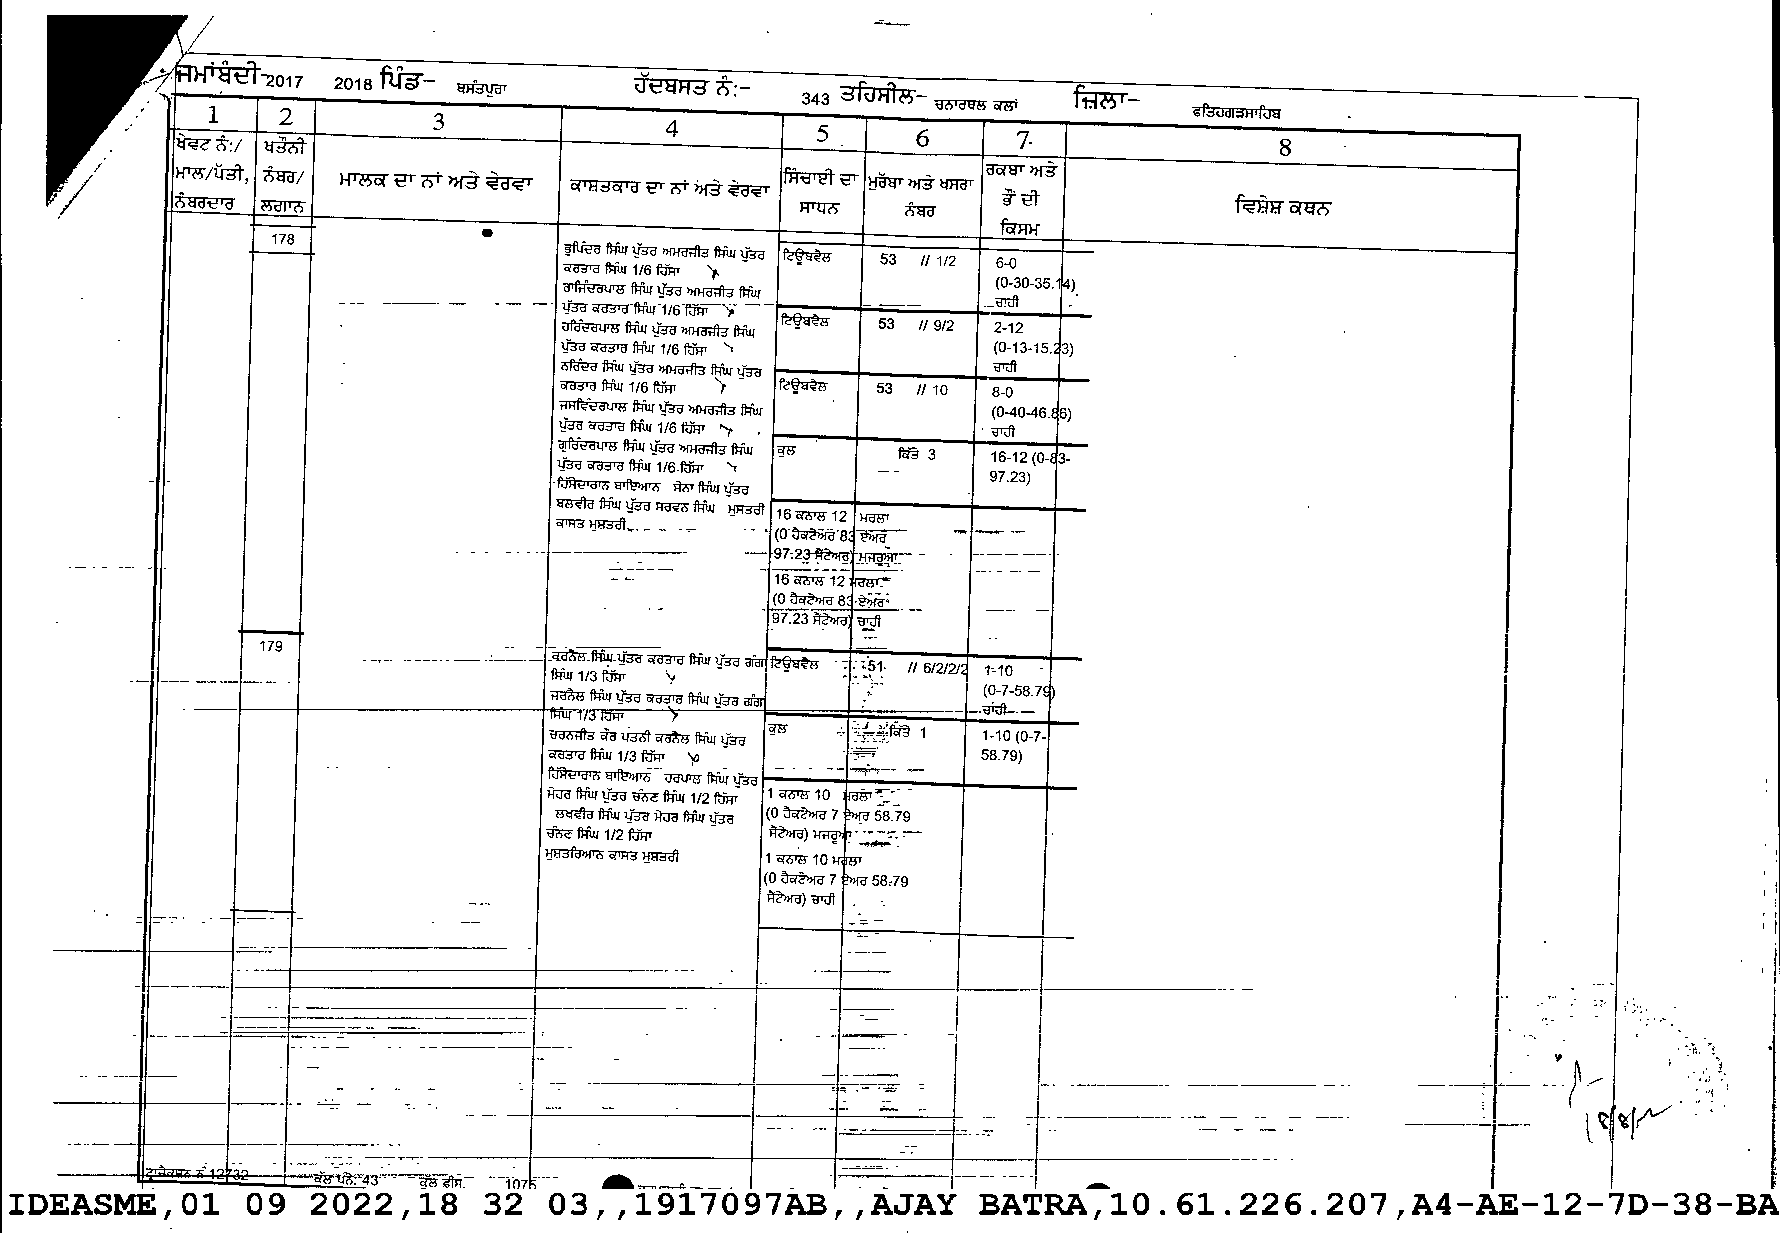 ਜਮਾਂਬੰਦੀ-2017 2018 ਪਿੰਡ- ਬਸੰਤਪੁਰਾ ਹੱਦਬਸਤ ਨੰ:- 343 ਤਹਿਸੀਲ- ਚਨਾਰਥਲ ਕਲਾਂ ਜ਼ਿਲਾ- ਫਤਿਹਗੜਸਾਹਿਬ
1 2 3 4 5 6 7 8
ਖੇਵਟ ਨੰ:/ ਮਾਲ/ਪੱਤੀ, ਨੰਬਰਦਾਰ
ਖਤੌਨੀ ਨੰਬਰ/ ਲਗਾਨ
ਮਾਲਕ ਦਾ ਨਾਂ ਅਤੇ ਵੇਰਵਾ
ਕਾਸ਼ਤਕਾਰ ਦਾ ਨਾਂ ਅਤੇ ਵੇਰਵਾ
ਸਿੰਚਾਈ ਦਾ ਸਾਧਨ
ਮੁਰੱਬਾ ਅਤੇ ਖਸਰਾ ਨੰਬਰ
ਰਕਬਾ ਅਤੇ ਭੌਂ ਦੀ ਕਿਸਮ
ਵਿਸ਼ੇਸ਼ ਕਥਨ
178
ਭੁਪਿੰਦਰ ਸਿੰਘ ਪੁੱਤਰ ਅਮਰਜੀਤ ਸਿੰਘ ਪੁੱਤਰ
ਕਰਤਾਰ ਸਿੰਘ 1/6 ਹਿੱਸਾ
ਰਾਜਿੰਦਰਪਾਲ ਸਿੰਘ ਪੁੱਤਰ ਅਮਰਜੀਤ ਸਿੰਘ
ਪੁੱਤਰ ਕਰਤਾਰ ਸਿੰਘ 1/6 ਹਿੱਸਾ
ਹਰਿੰਦਰਪਾਲ ਸਿੰਘ ਪੁੱਤਰ ਅਮਰਜੀਤ ਸਿੰਘ
ਪੁੱਤਰ ਕਰਤਾਰ ਸਿੰਘ 1/6 ਹਿੱਸਾ
ਨਰਿੰਦਰ ਸਿੰਘ ਪੁੱਤਰ ਅਮਰਜੀਤ ਸਿੰਘ ਪੁੱਤਰ
ਕਰਤਾਰ ਸਿੰਘ 1/6 ਹਿੱਸਾ
ਜਸਵਿੰਦਰਪਾਲ ਸਿੰਘ ਪੁੱਤਰ ਅਮਰਜੀਤ ਸਿੰਘ
ਪੁੱਤਰ ਕਰਤਾਰ ਸਿੰਘ 1/6 ਹਿੱਸਾ
ਗੁਰਿੰਦਰਪਾਲ ਸਿੰਘ ਪੁੱਤਰ ਅਮਰਜੀਤ ਸਿੰਘ
ਪੁੱਤਰ ਕਰਤਾਰ ਸਿੰਘ 1/6 ਹਿੱਸਾ
ਹਿੱਸੇਦਾਰਾਨ ਬਾਇਆਨ ਸੋਨਾ ਸਿੰਘ ਪੁੱਤਰ
ਬਲਵੀਰ ਸਿੰਘ ਪੁੱਤਰ ਸਰਵਨ ਸਿੰਘ ਮੁਸ਼ਤਰੀ
ਕਾਸਤ ਮੁਸ਼ਤਰੀ
ਟਿਊਬਵੈਲ 53 // 1/2 6-0
(0-30-35.14)
ਚਾਹੀ
ਟਿਊਬਵੈਲ 53 // 9/2 2-12
(0-13-15.23)
ਚਾਹੀ
ਟਿਊਬਵੈਲ 53 // 10 8-0
(0-40-46.86)
ਚਾਹੀ
ਕੁਲ ਕਿੱਤੇ 3 16-12 (0-83-
97.23)
16 ਕਨਾਲ 12 ਮਰਲਾ
(0 ਹੈਕਟੇਅਰ 83 ਏਅਰ
97.23 ਸੈਂਟੇਅਰ) ਮਜਰੂਆ
16 ਕਨਾਲ 12 ਮਰਲਾ
(0 ਹੈਕਟੇਅਰ 83 ਏਅਰ
97.23 ਸੈਂਟੇਅਰ) ਚਾਹੀ
179
ਕਰਨੈਲ ਸਿੰਘ ਪੁੱਤਰ ਕਰਤਾਰ ਸਿੰਘ ਪੁੱਤਰ ਗੰਗਾ
ਸਿੰਘ 1/3 ਹਿੱਸਾ
ਜਰਨੈਲ ਸਿੰਘ ਪੁੱਤਰ ਕਰਤਾਰ ਸਿੰਘ ਪੁੱਤਰ ਗੰਗਾ
ਸਿੰਘ 1/3 ਹਿੱਸਾ
ਚਰਨਜੀਤ ਕੌਰ ਪਤਨੀ ਕਰਨੈਲ ਸਿੰਘ ਪੁੱਤਰ
ਕਰਤਾਰ ਸਿੰਘ 1/3 ਹਿੱਸਾ
ਹਿੱਸੇਦਾਰਾਨ ਬਾਇਆਨ ਹਰਪਾਲ ਸਿੰਘ ਪੁੱਤਰ
ਮੇਹਰ ਸਿੰਘ ਪੁੱਤਰ ਚੰਨਣ ਸਿੰਘ 1/2 ਹਿੱਸਾ
ਲਖਵੀਰ ਸਿੰਘ ਪੁੱਤਰ ਮੇਹਰ ਸਿੰਘ ਪੁੱਤਰ
ਚੰਨਣ ਸਿੰਘ 1/2 ਹਿੱਸਾ
ਮੁਸ਼ਤਰਿਆਨ ਕਾਸਤ ਮੁਸ਼ਤਰੀ
ਟਿਊਬਵੈਲ 51 // 6/2/2/2 1-10
(0-7-58.79)
ਚਾਹੀ
ਕੁਲ ਕਿੱਤੇ 1 1-10 (0-7-
58.79)
1 ਕਨਾਲ 10 ਮਰਲਾ
(0 ਹੈਕਟੇਅਰ 7 ਏਅਰ 58.79
ਸੈਂਟੇਅਰ) ਮਜਰੂਆ
1 ਕਨਾਲ 10 ਮਰਲਾ
(0 ਹੈਕਟੇਅਰ 7 ਏਅਰ 58.79
ਸੈਂਟੇਅਰ) ਚਾਹੀ
18/8/
ਟ੍ਰਾਂਜੈਕਸ਼ਨ ਨੰ 12732 ਕੁੱਲ ਪੰਨੇ: 43 ਕੁੱਲ ਫੀਸ. 1075
IDEASME,01 09 2022,18 32 03,,1917097AB,,AJAY BATRA,10.61.226.207,A4-AE-12-7D-38-BA